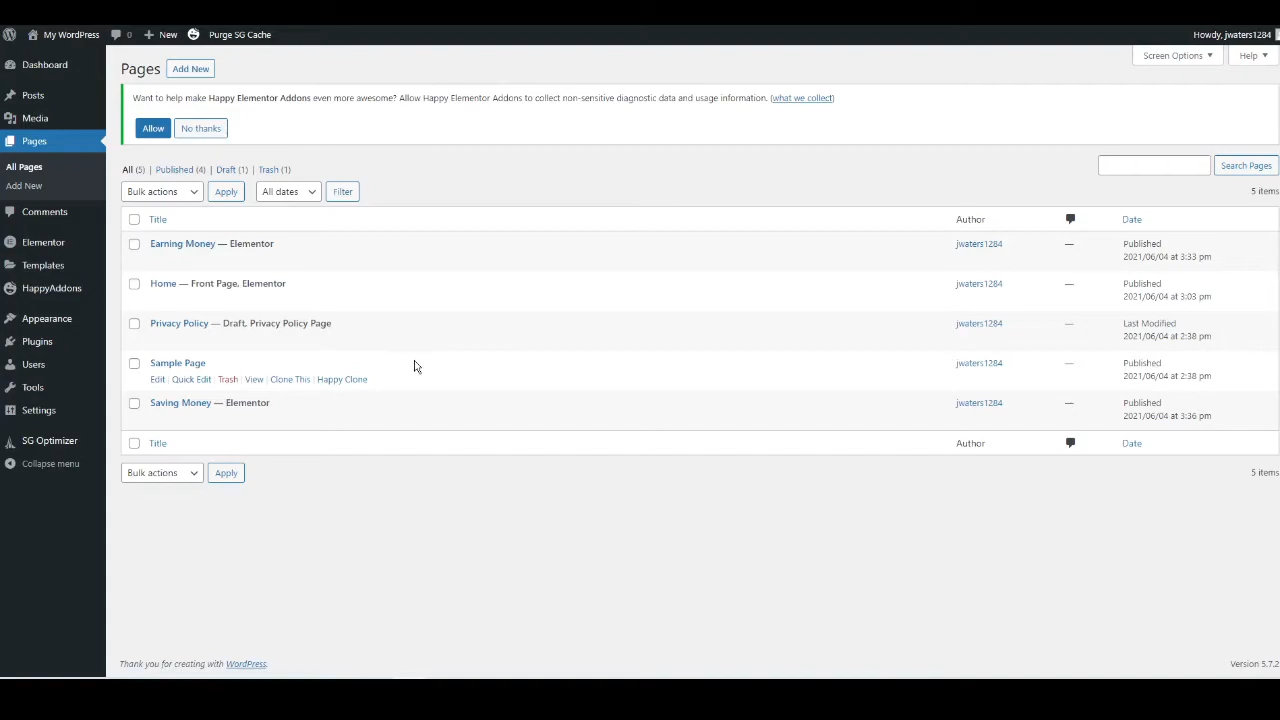 My WordPress 0 New Purge SG Cache Howdy, jwaters1284
Dashboard
Posts
Media
Pages
All Pages
Add New
Comments
Elementor
Templates
HappyAddons
Appearance
Plugins
Users
Tools
Settings
SG Optimizer
Collapse menu
Screen Options Help
Pages Add New
Want to help make Happy Elementor Addons even more awesome? Allow Happy Elementor Addons to collect non-sensitive diagnostic data and usage information. (what we collect)
Allow No thanks
All (5) | Published (4) | Draft (1) | Trash (1)
Search Pages
Bulk actions Apply All dates Filter
5 items
Title Author Date
Earning Money — Elementor jwaters1284 — Published
2021/06/04 at 3:33 pm
Home — Front Page, Elementor jwaters1284 — Published
2021/06/04 at 3:03 pm
Privacy Policy — Draft, Privacy Policy Page jwaters1284 — Last Modified
2021/06/04 at 2:38 pm
Sample Page jwaters1284 — Published
Edit | Quick Edit | Trash | View | Clone This | Happy Clone 2021/06/04 at 2:38 pm
Saving Money — Elementor jwaters1284 — Published
2021/06/04 at 3:36 pm
Title Author Date
Bulk actions Apply 5 items
Thank you for creating with WordPress. Version 5.7.2